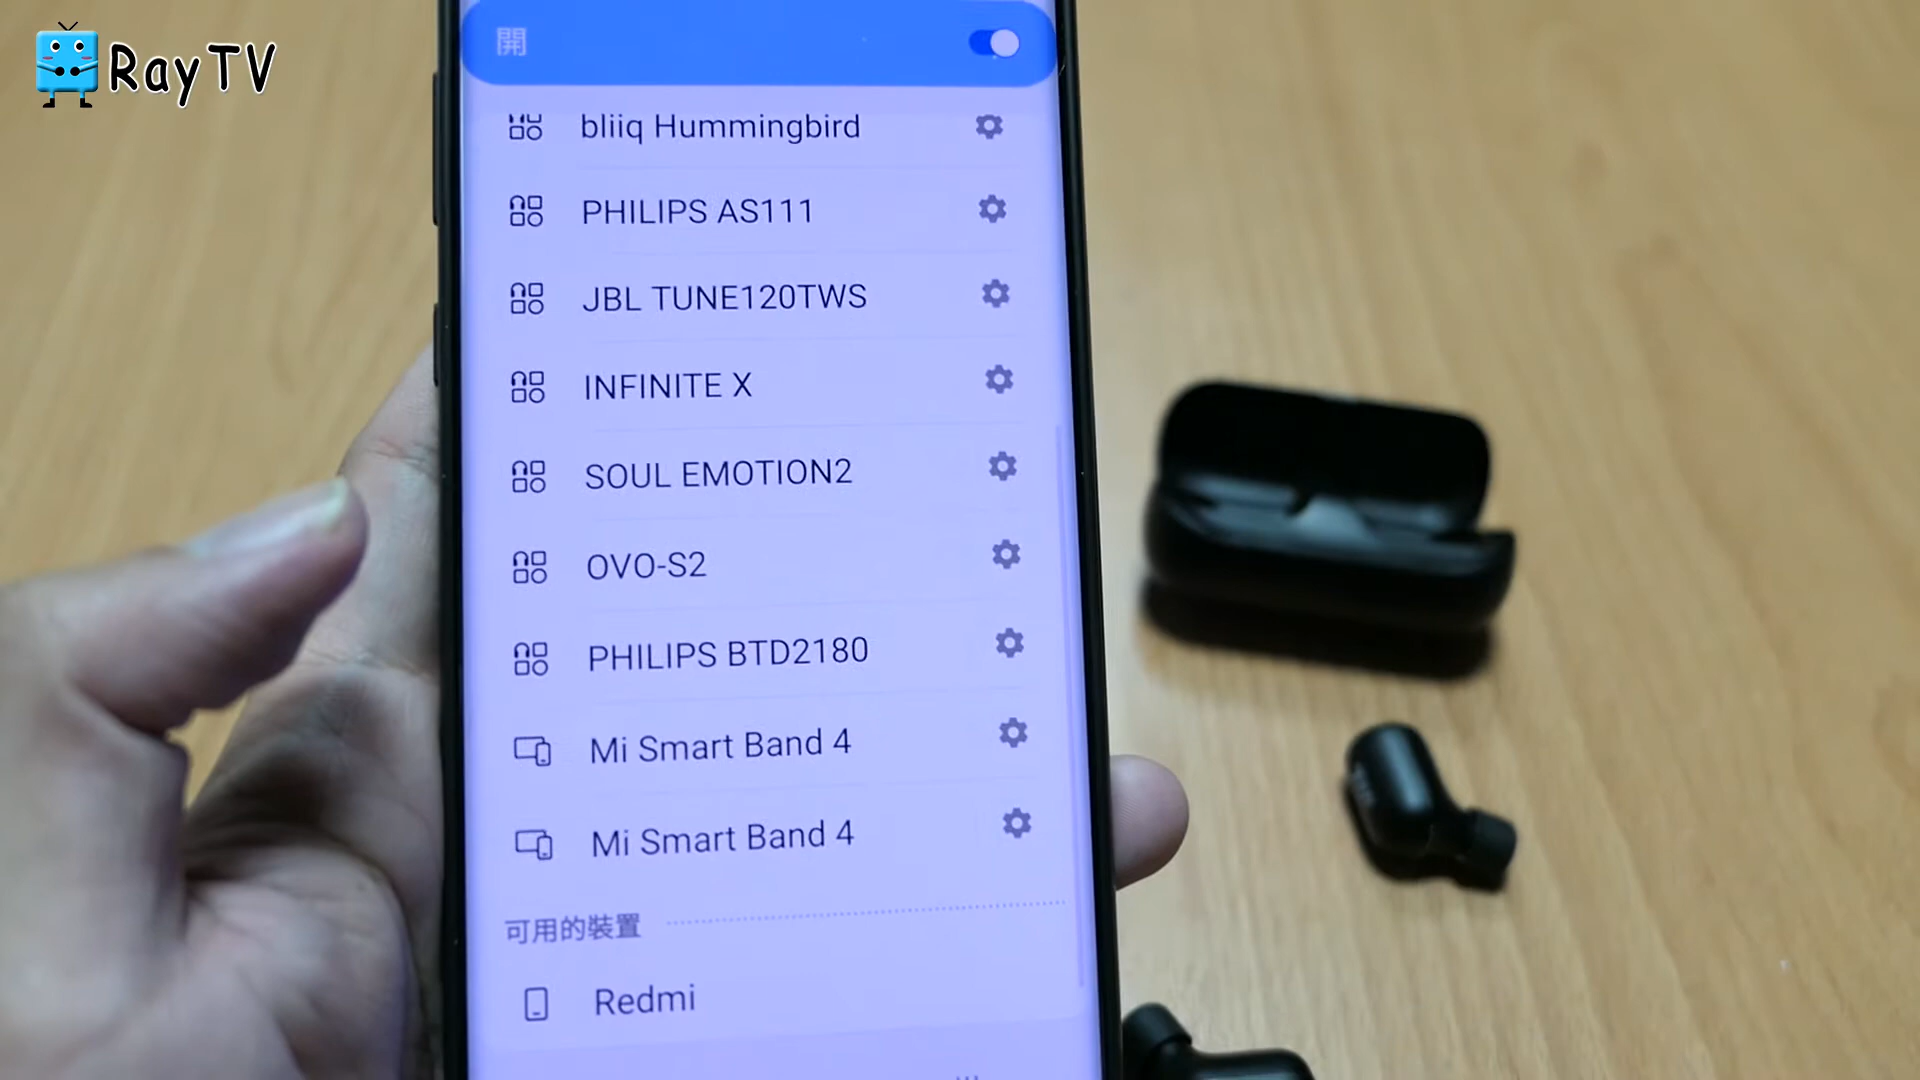 RayTV
開
bliiq Hummingbird
PHILIPS AS111
JBL TUNE120TWS
INFINITE X
SOUL EMOTION2
OVO-S2
PHILIPS BTD2180
Mi Smart Band 4
Mi Smart Band 4
可用的裝置
Redmi